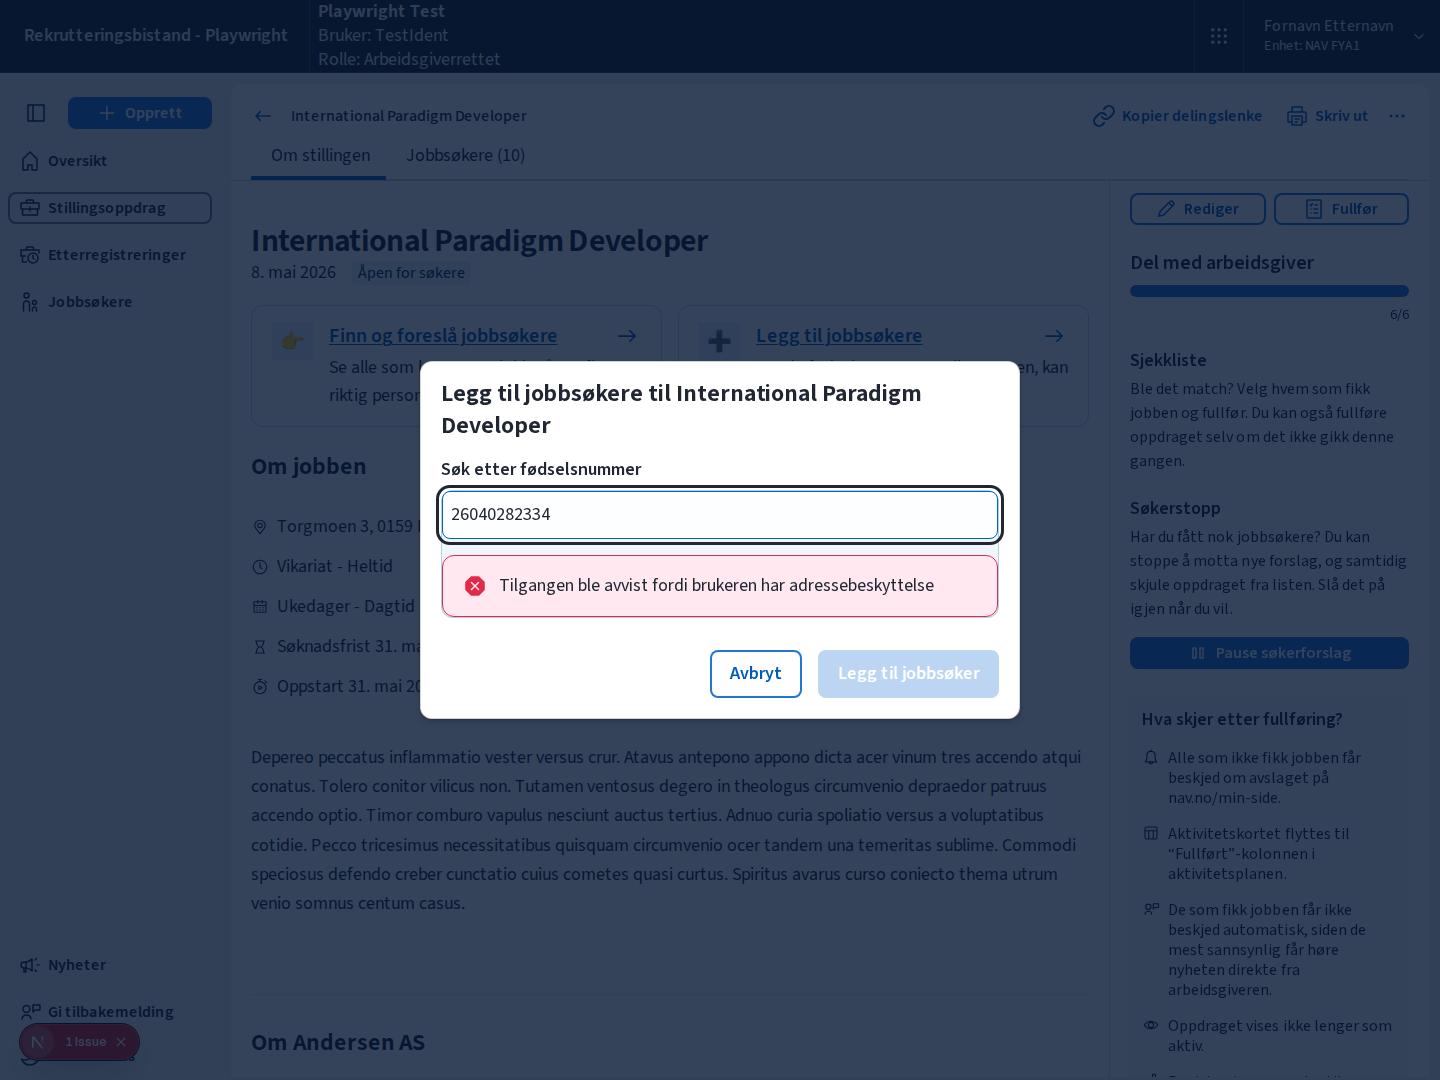 Rekrutteringsbistand - Playwright
Playwright Test
Bruker: TestIdent
Rolle: Arbeidsgiverrettet
Fornavn Etternavn
Enhet: NAV FYA1
Opprett
Oversikt
Stillingsoppdrag
Etterregistreringer
Jobbsøkere
Nyheter
Gi tilbakemelding
1 Issue
International Paradigm Developer
Kopier delingslenke
Skriv ut
Om stillingen
Jobbsøkere (10)
International Paradigm Developer
8. mai 2026
Åpen for søkere
Finn og foreslå jobbsøkere
Se alle som
riktig person
Legg til jobbsøkere
en, kan
Om jobben
Torgmoen 3, 0159
Vikariat - Heltid
Ukedager - Dagtid
Søknadsfrist 31. ma
Oppstart 31. mai 20
Legg til jobbsøkere til International Paradigm
Developer
Søk etter fødselsnummer
26040282334
Tilgangen ble avvist fordi brukeren har adressebeskyttelse
Avbryt
Legg til jobbsøker
Depereo peccatus inflammatio vester versus crur. Atavus antepono appono dicta acer vinum tres accendo atqui
conatus. Tolero conitor vilicus non. Tutamen ventosus degero in theologus circumvenio depraedor patruus
accendo optio. Timor comburo vapulus nesciunt auctus tertius. Adnuo curia spoliatio versus a voluptatibus
cotidie. Pecco tricesimus necessitatibus quisquam circumvenio ocer tandem una temeritas sublime. Commodi
speciosus defendo creber cunctatio cuius cometes quasi curtus. Spiritus avarus curso coniecto thema utrum
venio somnus centum casus.
Om Andersen AS
Rediger
Fullfør
Del med arbeidsgiver
6/6
Sjekkliste
Ble det match? Velg hvem som fikk
jobben og fullfør. Du kan også fullføre
oppdraget selv om det ikke gikk denne
gangen.
Søkerstopp
Har du fått nok jobbsøkere? Du kan
stoppe å motta nye forslag, og samtidig
skjule oppdraget fra listen. Slå det på
igjen når du vil.
Pause søkerforslag
Hva skjer etter fullføring?
Alle som ikke fikk jobben får
beskjed om avslaget på
nav.no/min-side.
Aktivitetskortet flyttes til
“Fullført”-kolonnen i
aktivitetsplanen.
De som fikk jobben får ikke
beskjed automatisk, siden de
mest sannsynlig får høre
nyheten direkte fra
arbeidsgiveren.
Oppdraget vises ikke lenger som
aktiv.